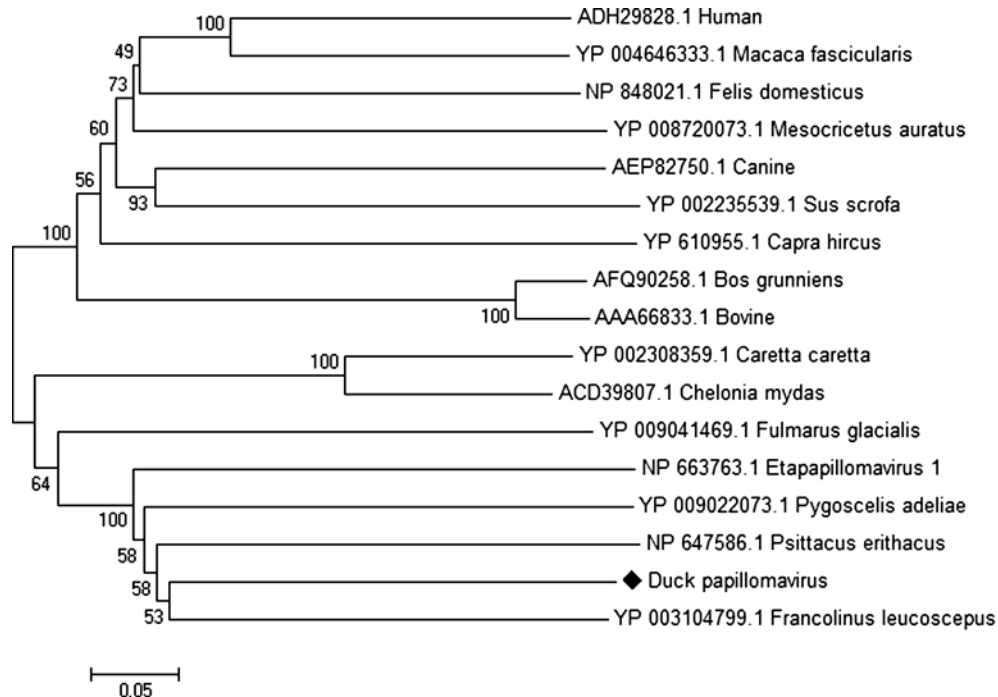 100
ADH29828.1 Human
49
YP 004646333.1 Macaca fascicularis
73
NP 848021.1 Felis domesticus
60
YP 008720073.1 Mesocricetus auratus
AEP82750.1 Canine
56
93
YP 002235539.1 Sus scrofa
100
YP 610955.1 Capra hircus
AFQ90258.1 Bos grunniens
100
AAA66833.1 Bovine
100
YP 002308359.1 Caretta caretta
ACD39807.1 Chelonia mydas
YP 009041469.1 Fulmarus glacialis
64
NP 663763.1 Etapapillomavirus 1
100
YP 009022073.1 Pygoscelis adeliae
58
NP 647586.1 Psittacus erithacus
58
Duck papillomavirus
53
YP 003104799.1 Francolinus leucoscepus
0.05